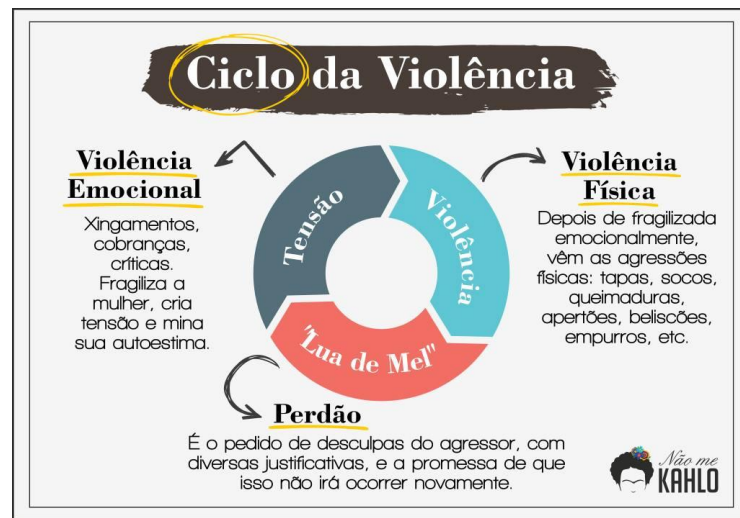 Ciclo da Violência
Violência
Emocional
Xingamentos,
cobranças,
críticas.
Fragiliza a
mulher, cria
tensão e mina
sua autoestima.
Tensão
Violência
"Lua de Mel"
Violência
Física
Depois de fragilizada
emocionalmente,
vêm as agressões
físicas: tapas, socos,
queimaduras,
apertões, beliscões,
empurros, etc.
Perdão
É o pedido de desculpas do agressor, com
diversas justificativas, e a promessa de que
isso não irá ocorrer novamente.
Não me
KAHLO